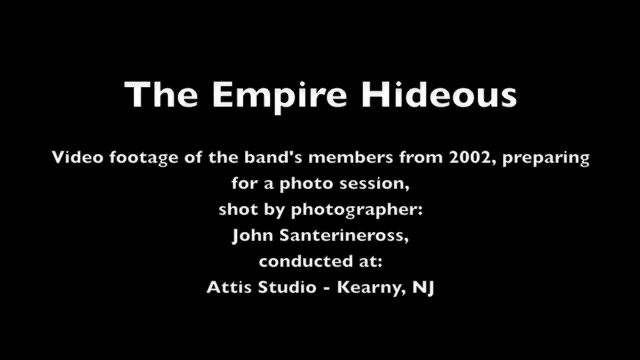 The Empire Hideous
Video footage of the band's members from 2002, preparing
for a photo session,
shot by photographer:
John Santerineross,
conducted at:
Attis Studio - Kearny, NJ